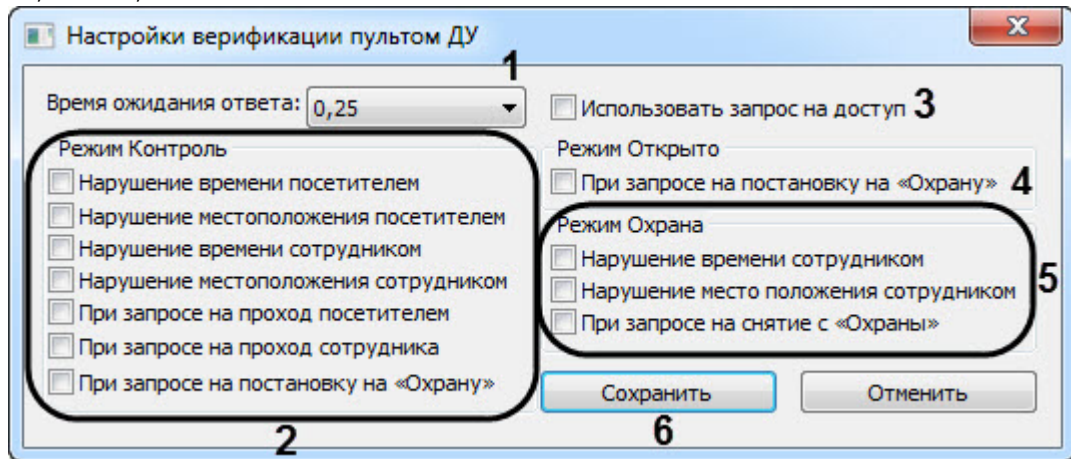 Настройки верификации пультом ДУ
1
Время ожидания ответа: 0,25
Использовать запрос на доступ 3
Режим Контроль
Нарушение времени посетителем
Нарушение местоположения посетителем
Нарушение времени сотрудником
Нарушение местоположения сотрудником
При запросе на проход посетителем
При запросе на проход сотрудника
При запросе на постановку на «Охрану»
2
Режим Открыто
При запросе на постановку на «Охрану» 4
Режим Охрана
Нарушение времени сотрудником
Нарушение место положения сотрудником
При запросе на снятие с «Охраны»
5
Сохранить
Отменить
6